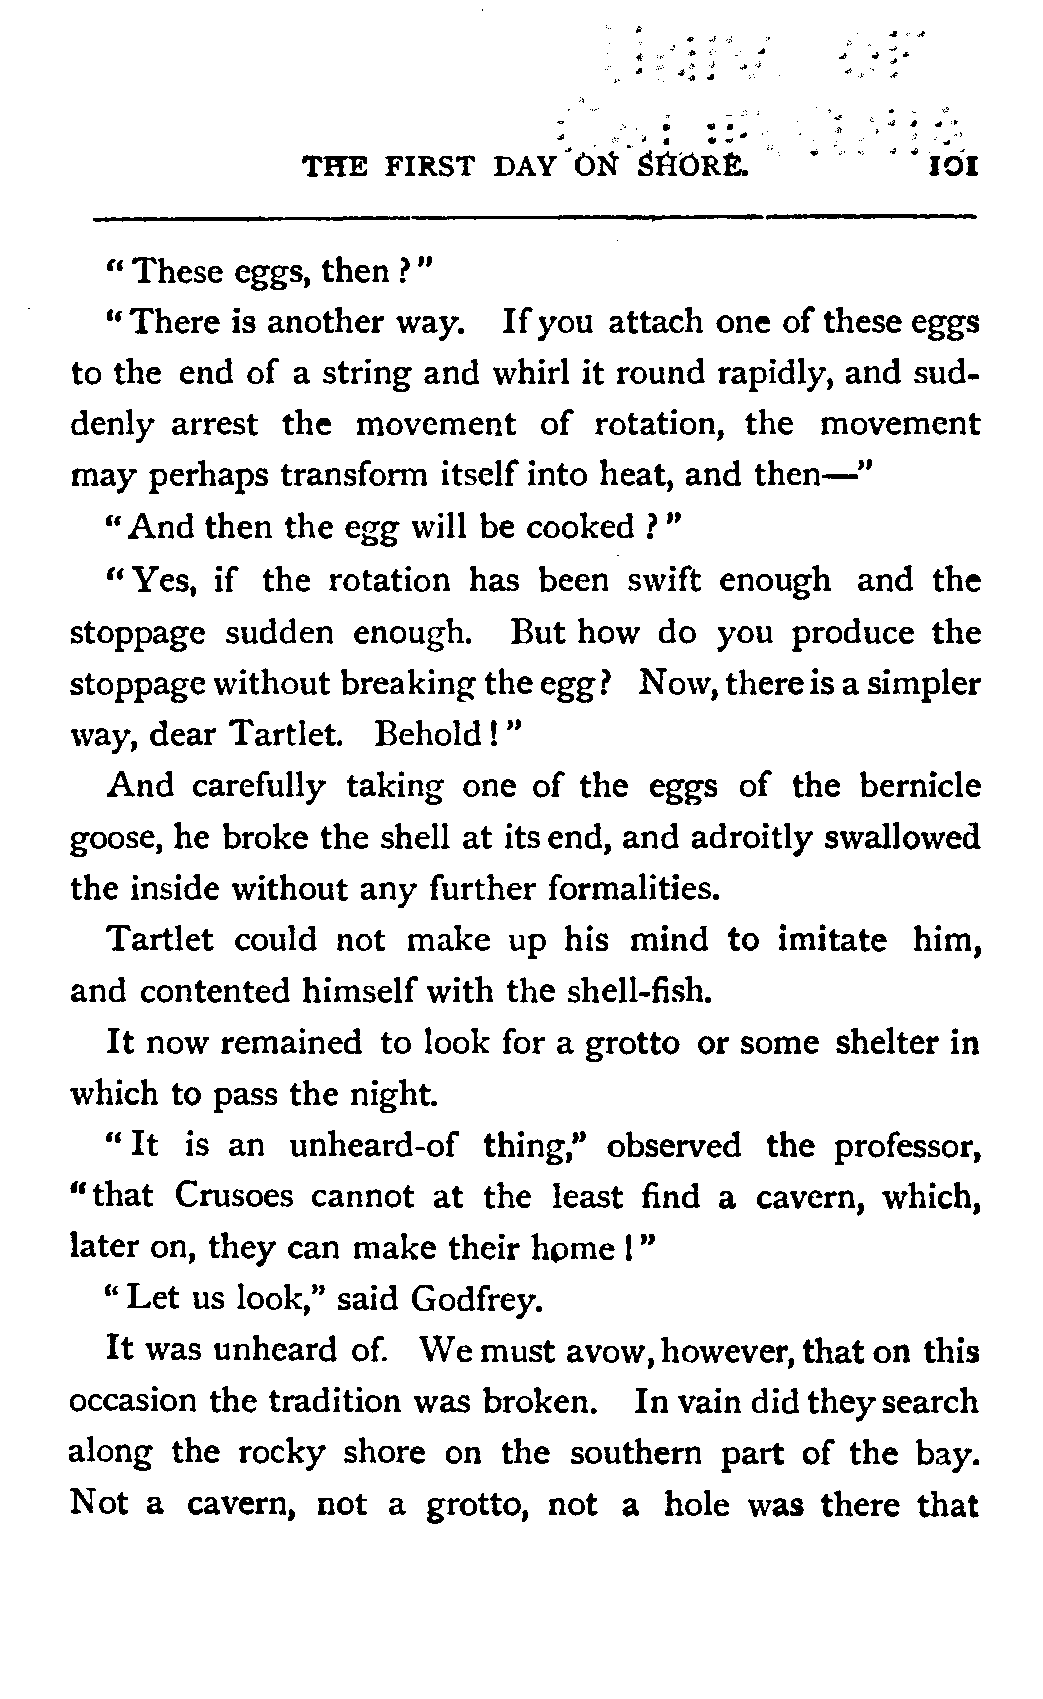 UNIV. OF
CALIFORNIA
THE FIRST DAY ON SHORE. 101
“These eggs, then?”
“There is another way. If you attach one of these eggs
to the end of a string and whirl it round rapidly, and sud-
denly arrest the movement of rotation, the movement
may perhaps transform itself into heat, and then—”
“And then the egg will be cooked?”
“Yes, if the rotation has been swift enough and the
stoppage sudden enough. But how do you produce the
stoppage without breaking the egg? Now, there is a simpler
way, dear Tartlet. Behold!”
And carefully taking one of the eggs of the bernicle
goose, he broke the shell at its end, and adroitly swallowed
the inside without any further formalities.
Tartlet could not make up his mind to imitate him,
and contented himself with the shell-fish.
It now remained to look for a grotto or some shelter in
which to pass the night.
“It is an unheard-of thing,” observed the professor,
“that Crusoes cannot at the least find a cavern, which,
later on, they can make their home!”
“Let us look,” said Godfrey.
It was unheard of. We must avow, however, that on this
occasion the tradition was broken. In vain did they search
along the rocky shore on the southern part of the bay.
Not a cavern, not a grotto, not a hole was there that